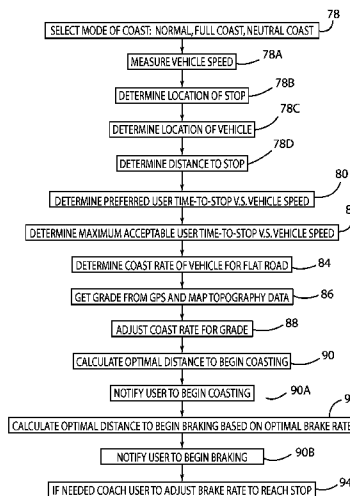 SELECT MODE OF COAST: NORMAL, FULL COAST, NEUTRAL COAST
78
MEASURE VEHICLE SPEED
78A
DETERMINE LOCATION OF STOP
78B
DETERMINE LOCATION OF VEHICLE
78C
DETERMINE DISTANCE TO STOP
78D
DETERMINE PREFERRED USER TIME-TO-STOP V.S. VEHICLE SPEED
80
DETERMINE MAXIMUM ACCEPTABLE USER TIME-TO-STOP V.S. VEHICLE SPEED
DETERMINE COAST RATE OF VEHICLE FOR FLAT ROAD
84
GET GRADE FROM GPS AND MAP TOPOGRAPHY DATA
86
ADJUST COAST RATE FOR GRADE
88
CALCULATE OPTIMAL DISTANCE TO BEGIN COASTING
90
NOTIFY USER TO BEGIN COASTING
90A
CALCULATE OPTIMAL DISTANCE TO BEGIN BRAKING BASED ON OPTIMAL BRAKE RATE
NOTIFY USER TO BEGIN BRAKING
90B
IF NEEDED COACH USER TO ADJUST BRAKE RATE TO REACH STOP
94